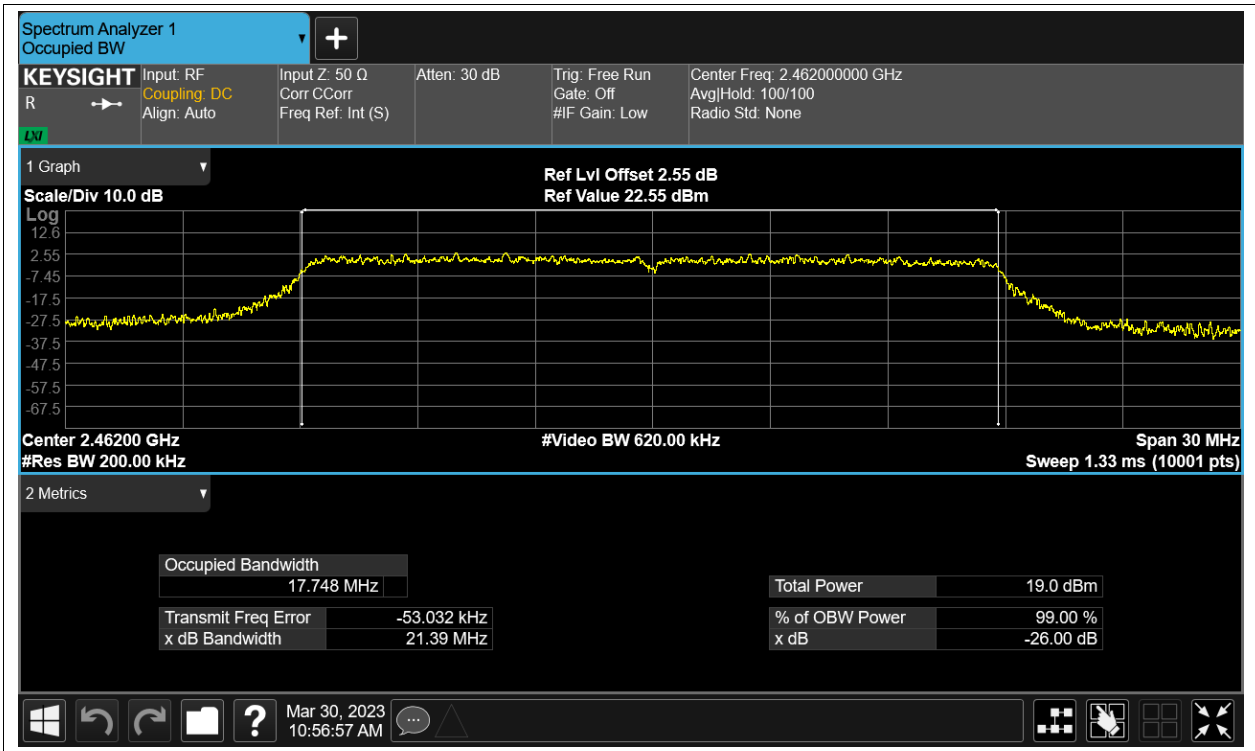 Spectrum Analyzer 1
Occupied BW
KEYSIGHT Input: RF Input Z: 50 Ω Atten: 30 dB Trig: Free Run Center Freq: 2.462000000 GHz
R Coupling: DC Corr CCorr Gate: Off Avg|Hold: 100/100
Align: Auto Freq Ref: Int (S) #IF Gain: Low Radio Std: None
LXI
1 Graph Ref Lvl Offset 2.55 dB
Scale/Div 10.0 dB Ref Value 22.55 dBm
Log
12.6
2.55
-7.45
-17.5
-27.5
-37.5
-47.5
-57.5
-67.5
Center 2.46200 GHz #Video BW 620.00 kHz Span 30 MHz
#Res BW 200.00 kHz Sweep 1.33 ms (10001 pts)
2 Metrics
Occupied Bandwidth
17.748 MHz Total Power 19.0 dBm
Transmit Freq Error -53.032 kHz % of OBW Power 99.00 %
x dB Bandwidth 21.39 MHz x dB -26.00 dB
? Mar 30, 2023
10:56:57 AM